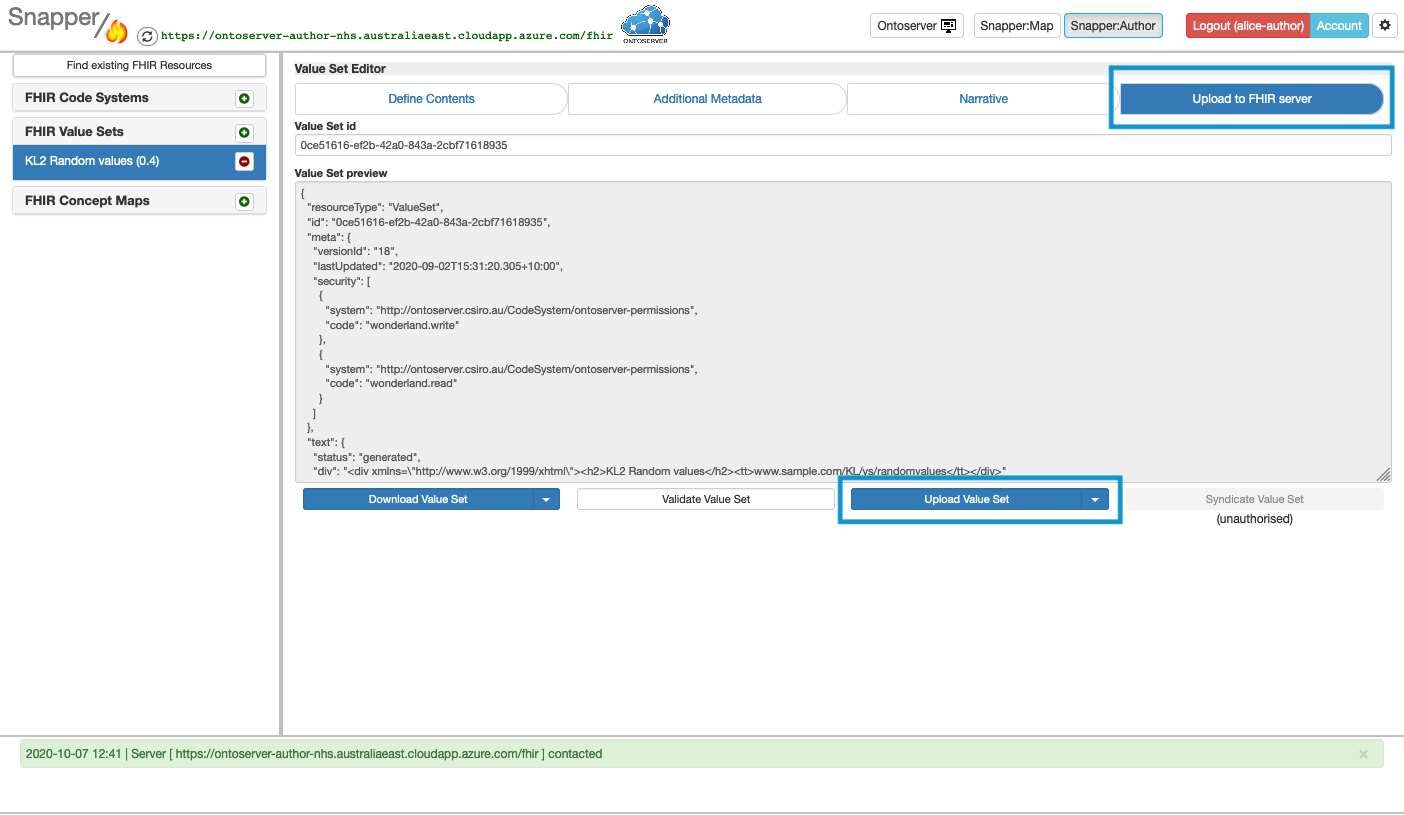 Snapper/
https://ontoserver-author-nhs.australiaeast.cloudapp.azure.com/fhir
ONTOSERVER
Ontoserver
Snapper:Map
Snapper:Author
Logout (alice-author)
Account
Find existing FHIR Resources
FHIR Code Systems
FHIR Value Sets
KL2 Random values (0.4)
FHIR Concept Maps
Value Set Editor
Define Contents
Additional Metadata
Narrative
Upload to FHIR server
Value Set id
0ce51616-ef2b-42a0-843a-2cbf71618935
Value Set preview
{
"resourceType": "ValueSet",
"id": "0ce51616-ef2b-42a0-843a-2cbf71618935",
"meta": {
"versionId": "18",
"lastUpdated": "2020-09-02T15:31:20.305+10:00",
"security": [
{
"system": "http://ontoserver.csiro.au/CodeSystem/ontoserver-permissions",
"code": "wonderland.write"
},
{
"system": "http://ontoserver.csiro.au/CodeSystem/ontoserver-permissions",
"code": "wonderland.read"
}
]
},
"text": {
"status": "generated",
"div": "<div xmlns=\"http://www.w3.org/1999/xhtml\"><h2>KL2 Random values</h2><tt>www.sample.com/KL/vs/randomvalues</tt></div>"
Download Value Set
Validate Value Set
Upload Value Set
Syndicate Value Set
(unauthorised)
2020-10-07 12:41 | Server [ https://ontoserver-author-nhs.australiaeast.cloudapp.azure.com/fhir ] contacted
×